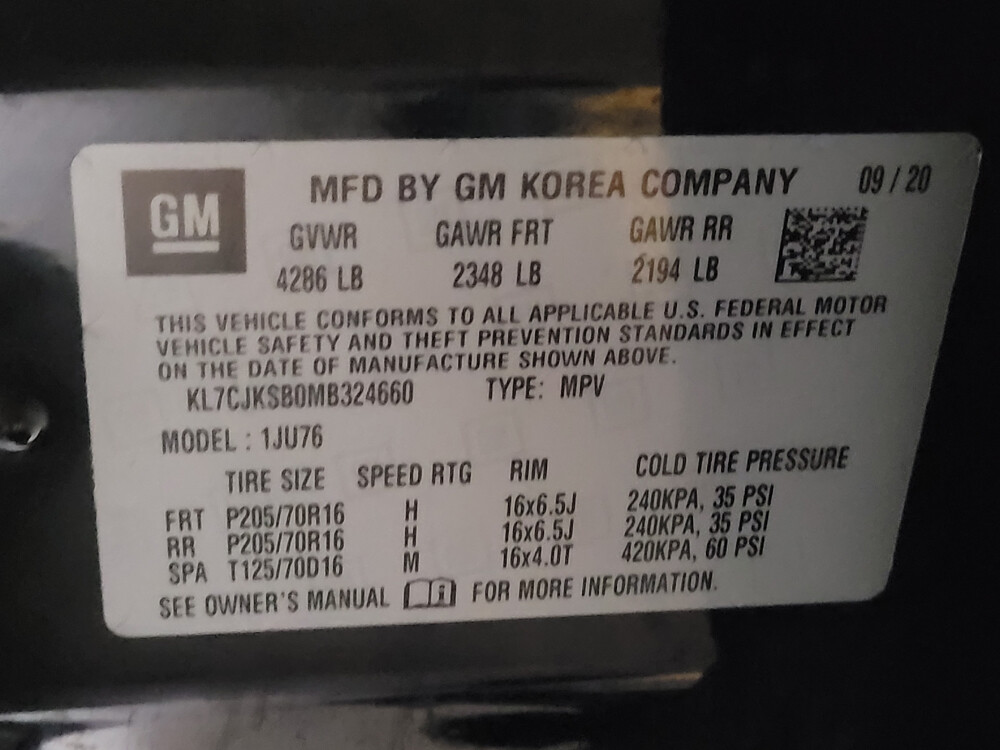 GM MFD BY GM KOREA COMPANY 09 / 20
GVWR GAWR FRT GAWR RR
4286 LB 2348 LB 2194 LB
THIS VEHICLE CONFORMS TO ALL APPLICABLE U.S. FEDERAL MOTOR
VEHICLE SAFETY AND THEFT PREVENTION STANDARDS IN EFFECT
ON THE DATE OF MANUFACTURE SHOWN ABOVE.
KL7CJKSB0MB324660 TYPE: MPV
MODEL : 1JU76
TIRE SIZE SPEED RTG RIM COLD TIRE PRESSURE
FRT P205/70R16 H 16x6.5J 240KPA, 35 PSI
RR P205/70R16 H 16x6.5J 240KPA, 35 PSI
SPA T125/70D16 M 16x4.0T 420KPA, 60 PSI
SEE OWNER'S MANUAL FOR MORE INFORMATION.